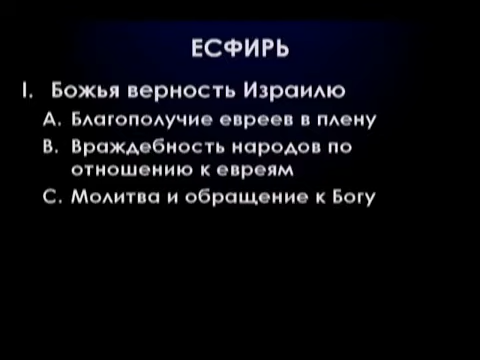 ЕСФИРЬ
I. Божья верность Израилю
A. Благополучие евреев в плену
B. Враждебность народов по
отношению к евреям
C. Молитва и обращение к Богу